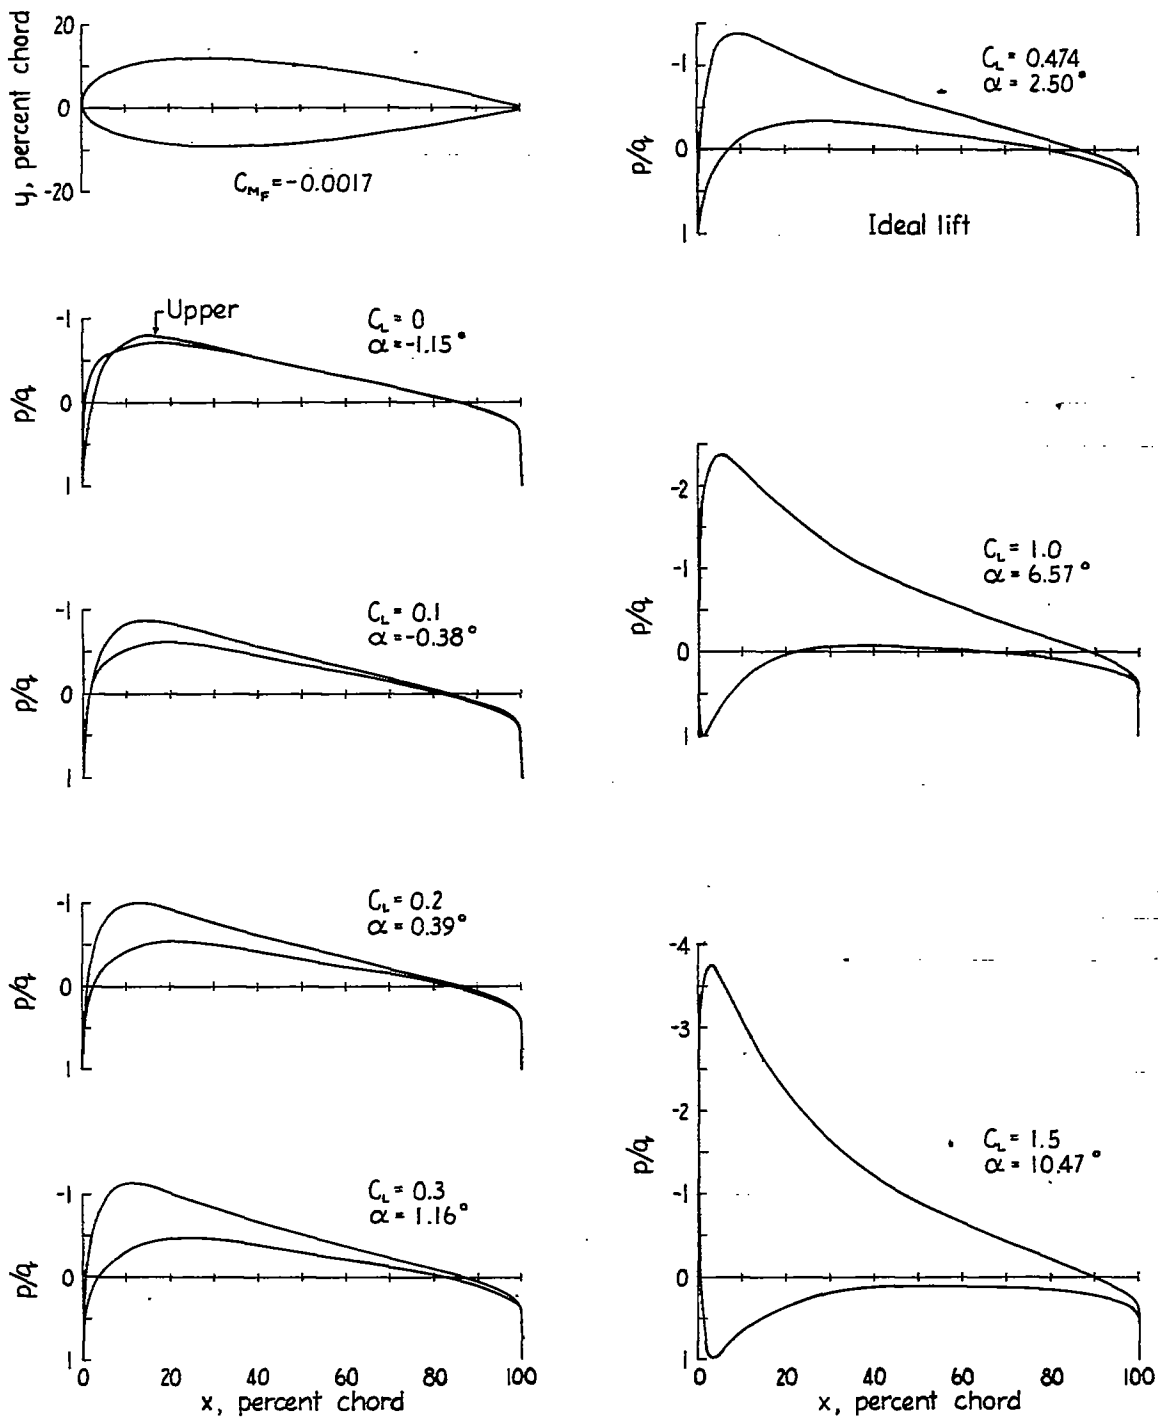 20
0
-20
y, percent chord
C_MF = -0.0017
-1
0
1
p/q
Upper
C_L = 0
α = -1.15°
-1
0
1
p/q
C_L = 0.1
α = -0.38°
-1
0
1
p/q
C_L = 0.2
α = 0.39°
-1
0
1
p/q
C_L = 0.3
α = 1.16°
0 20 40 60 80 100
x, percent chord
-1
0
1
p/q
C_L = 0.474
α = 2.50°
Ideal lift
-2
-1
0
1
p/q
C_L = 1.0
α = 6.57°
-4
-3
-2
-1
0
1
p/q
C_L = 1.5
α = 10.47°
0 20 40 60 80 100
x, percent chord